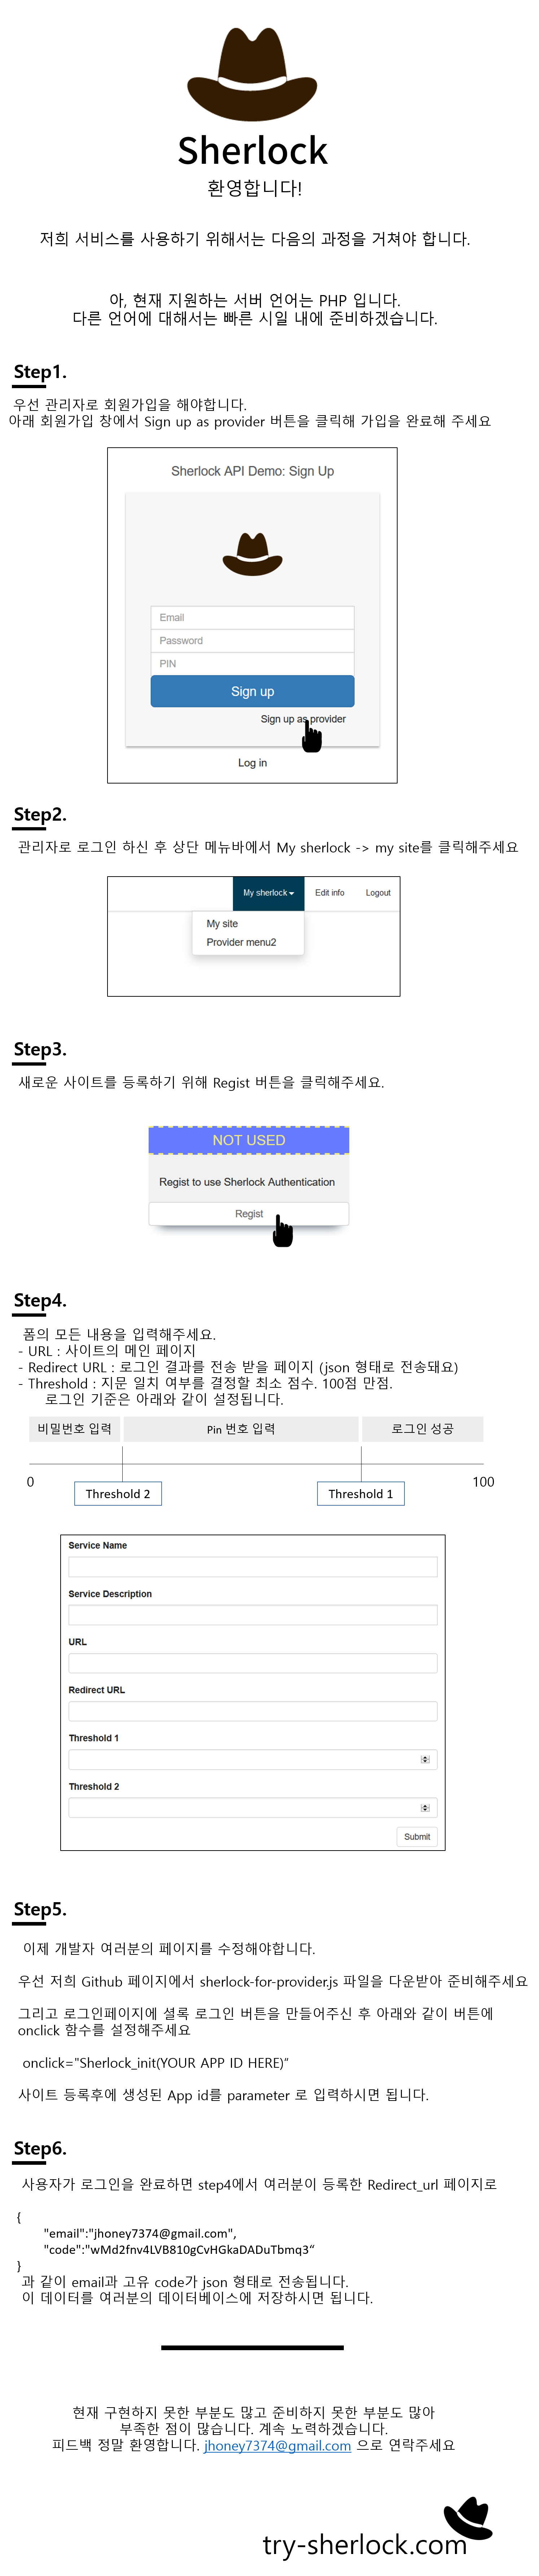 Sherlock
환영합니다!
저희 서비스를 사용하기 위해서는 다음의 과정을 거쳐야 합니다.
아, 현재 지원하는 서버 언어는 PHP 입니다.
다른 언어에 대해서는 빠른 시일 내에 준비하겠습니다.
Step1.
우선 관리자로 회원가입을 해야합니다.
아래 회원가입 창에서 Sign up as provider 버튼을 클릭해 가입을 완료해 주세요
Sherlock API Demo: Sign Up
Email
Password
PIN
Sign up
Sign up as provider
Log in
Step2.
관리자로 로그인 하신 후 상단 메뉴바에서 My sherlock -> my site를 클릭해주세요
My sherlock Edit info Logout
My site
Provider menu2
Step3.
새로운 사이트를 등록하기 위해 Regist 버튼을 클릭해주세요.
NOT USED
Regist to use Sherlock Authentication
Regist
Step4.
폼의 모든 내용을 입력해주세요.
- URL : 사이트의 메인 페이지
- Redirect URL : 로그인 결과를 전송 받을 페이지 (json 형태로 전송돼요)
- Threshold : 지문 일치 여부를 결정할 최소 점수. 100점 만점.
로그인 기준은 아래와 같이 설정됩니다.
비밀번호 입력 Pin 번호 입력 로그인 성공
0 100
Threshold 2 Threshold 1
Service Name
Service Description
URL
Redirect URL
Threshold 1
Threshold 2
Submit
Step5.
이제 개발자 여러분의 페이지를 수정해야합니다.
우선 저희 Github 페이지에서 sherlock-for-provider.js 파일을 다운받아 준비해주세요
그리고 로그인페이지에 셜록 로그인 버튼을 만들어주신 후 아래와 같이 버튼에
onclick 함수를 설정해주세요
onclick="Sherlock_init(YOUR APP ID HERE)“
사이트 등록후에 생성된 App id를 parameter 로 입력하시면 됩니다.
Step6.
사용자가 로그인을 완료하면 step4에서 여러분이 등록한 Redirect_url 페이지로
{
"email":"jhoney7374@gmail.com",
"code":"wMd2fnv4LVB810gCvHGkaDADuTbmq3“
}
과 같이 email과 고유 code가 json 형태로 전송됩니다.
이 데이터를 여러분의 데이터베이스에 저장하시면 됩니다.
현재 구현하지 못한 부분도 많고 준비하지 못한 부분도 많아
부족한 점이 많습니다. 계속 노력하겠습니다.
피드백 정말 환영합니다. jhoney7374@gmail.com 으로 연락주세요
try-sherlock.com